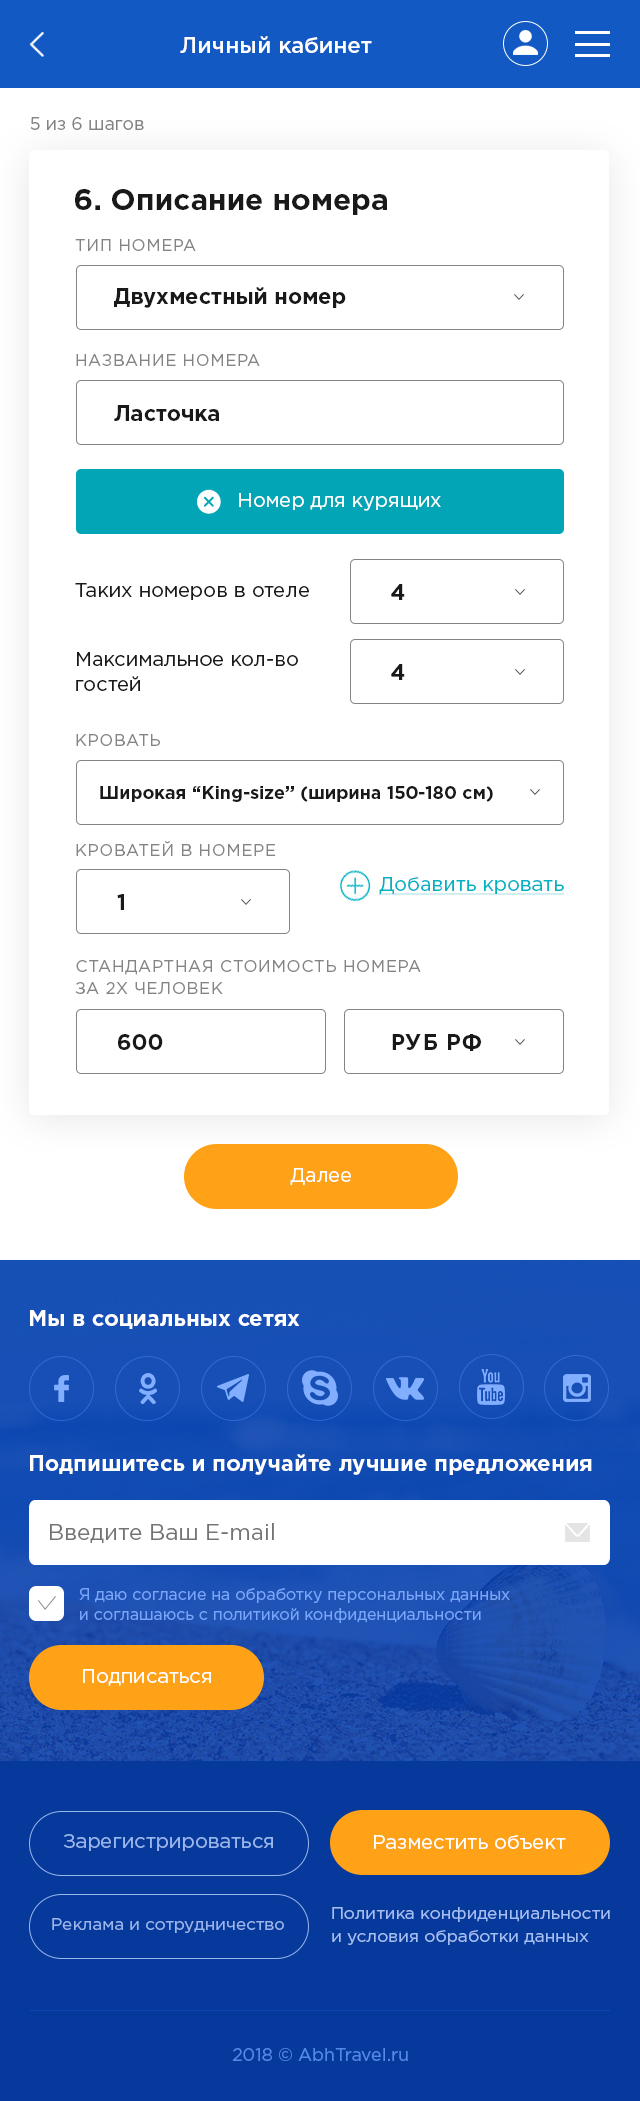 Личный кабинет
5 из 6 шагов
6. Описание номера
ТИП НОМЕРА
Двухместный номер
НАЗВАНИЕ НОМЕРА
Ласточка
Номер для курящих
Таких номеров в отеле
4
Максимальное кол-во
гостей
4
КРОВАТЬ
Широкая “King-size” (ширина 150-180 см)
КРОВАТЕЙ В НОМЕРЕ
1
Добавить кровать
СТАНДАРТНАЯ СТОИМОСТЬ НОМЕРА
ЗА 2Х ЧЕЛОВЕК
600
РУБ РФ
Далее
Мы в социальных сетях
You
Tube
Подпишитесь и получайте лучшие предложения
Введите Ваш E-mail
Я даю согласие на обработку персональных данных
и соглашаюсь с политикой конфиденциальности
Подписаться
Зарегистрироваться
Разместить объект
Реклама и сотрудничество
Политика конфиденциальности
и условия обработки данных
2018 © AbhTravel.ru